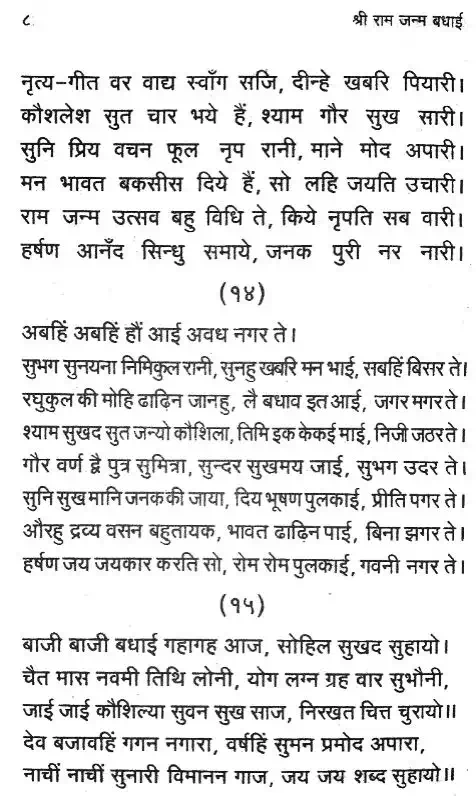 ८ श्री राम जन्म बधाई
नृत्य-गीत वर वाद्य स्वाँग सजि, दीन्हे खबरि पियारी।
कौशलेश सुत चार भये हैं, श्याम गौर सुख सारी।
सुनि प्रिय वचन फूल नृप रानी, माने मोद अपारी।
मन भावत बकसीस दिये हैं, सो लहि जयति उचारी।
राम जन्म उत्सव बहु विधि ते, किये नृपति सब वारी।
हर्षण आनँद सिन्धु समाये, जनक पुरी नर नारी।
(१४)
अबहिं अबहिं हौं आई अवध नगर ते।
सुभग सुनयना निमिकुल रानी, सुनहु खबरि मन भाई, सबहिं बिसर ते।
रघुकुल की मोहि ढाढ़िन जानहु, लै बधाव इत आई, जगर मगर ते।
श्याम सुखद सुत जन्यो कौशिला, तिमि इक केकई माई, निजी जठर ते।
गौर वर्ण द्वै पुत्र सुमित्रा, सुन्दर सुखमय जाई, सुभग उदर ते।
सुनि सुख मानि जनक की जाया, दिय भूषण पुलकाई, प्रीति पगर ते।
औरहु द्रव्य वसन बहुतायक, भावत ढाढ़िन पाई, बिना झगर ते।
हर्षण जय जयकार करति सो, रोम रोम पुलकाई, गवनी नगर ते।
(१५)
बाजी बाजी बधाई गहागह आज, सोहिल सुखद सुहायो।
चैत मास नवमी तिथि लोनी, योग लग्न ग्रह वार सुभौनी,
जाई जाई कौशिल्या सुवन सुख साज, निरखत चित्त चुरायो॥
देव बजावहिं गगन नगारा, वर्षहिं सुमन प्रमोद अपारा,
नाचीं नाचीं सुनारी विमानन गाज, जय जय शब्द सुहायो॥